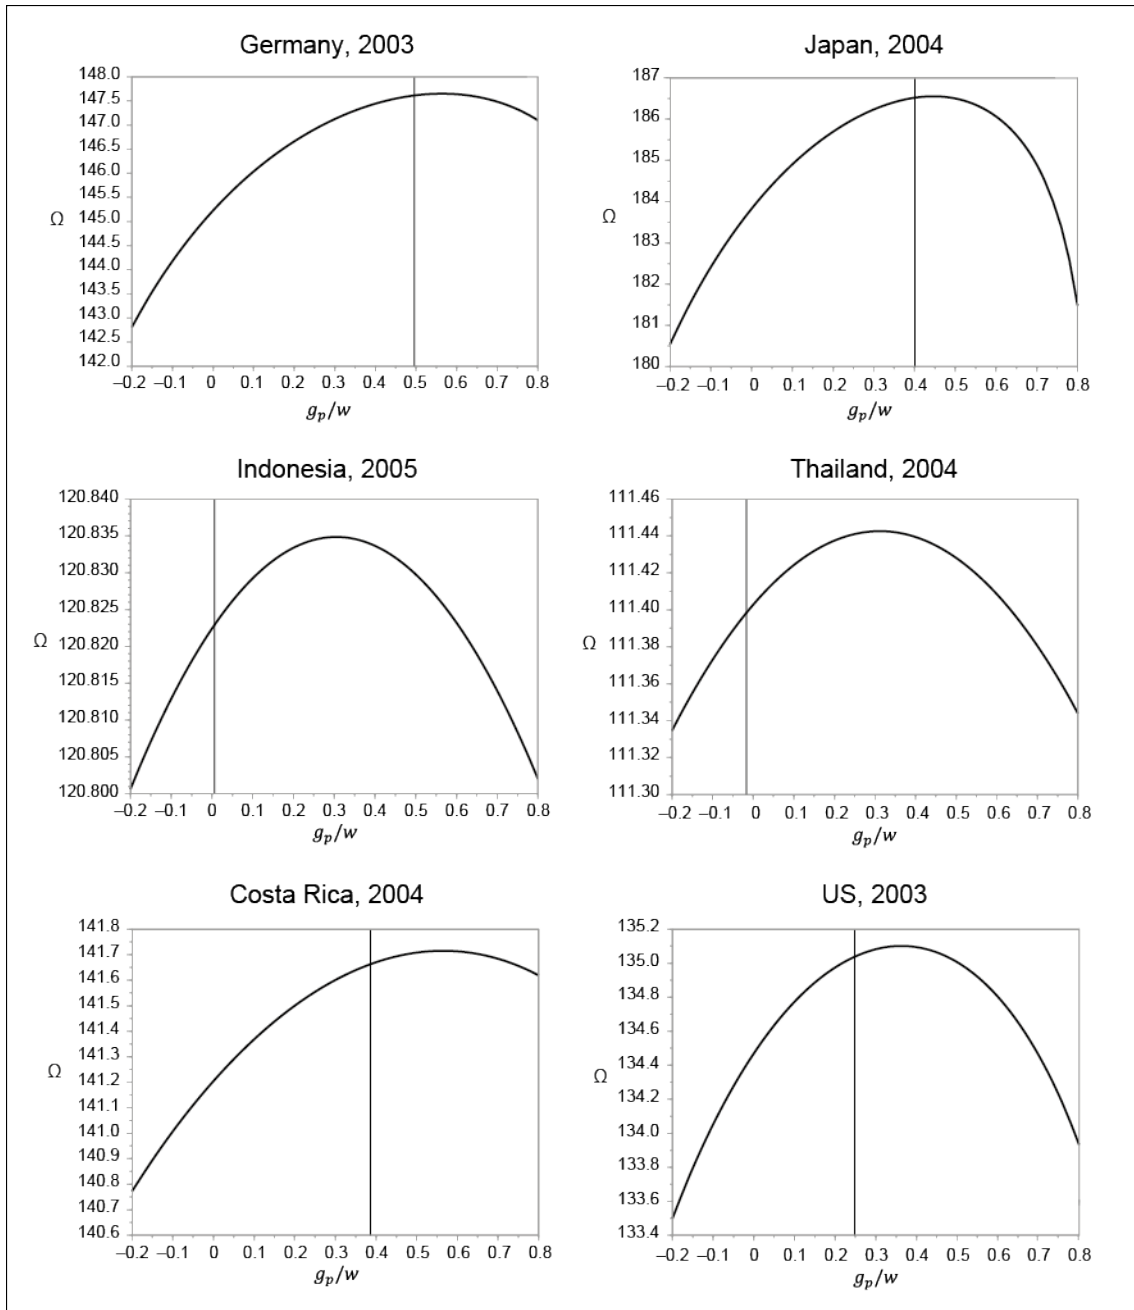 Germany, 2003
148.0
147.5
147.0
146.5
146.0
145.5
145.0
144.5
144.0
143.5
143.0
142.5
142.0
Ω
–0.2 –0.1 0 0.1 0.2 0.3 0.4 0.5 0.6 0.7 0.8
g_p/w
Japan, 2004
187
186
185
184
183
182
181
180
Ω
–0.2 –0.1 0 0.1 0.2 0.3 0.4 0.5 0.6 0.7 0.8
g_p/w
Indonesia, 2005
120.840
120.835
120.830
120.825
120.820
120.815
120.810
120.805
120.800
Ω
–0.2 –0.1 0 0.1 0.2 0.3 0.4 0.5 0.6 0.7 0.8
g_p/w
Thailand, 2004
111.46
111.44
111.42
111.40
111.38
111.36
111.34
111.32
111.30
Ω
–0.2 –0.1 0 0.1 0.2 0.3 0.4 0.5 0.6 0.7 0.8
g_p/w
Costa Rica, 2004
141.8
141.7
141.6
141.5
141.4
141.3
141.2
141.1
141.0
140.9
140.8
140.7
140.6
Ω
–0.2 –0.1 0 0.1 0.2 0.3 0.4 0.5 0.6 0.7 0.8
g_p/w
US, 2003
135.2
135.0
134.8
134.6
134.4
134.2
134.0
133.8
133.6
133.4
Ω
–0.2 –0.1 0 0.1 0.2 0.3 0.4 0.5 0.6 0.7 0.8
g_p/w